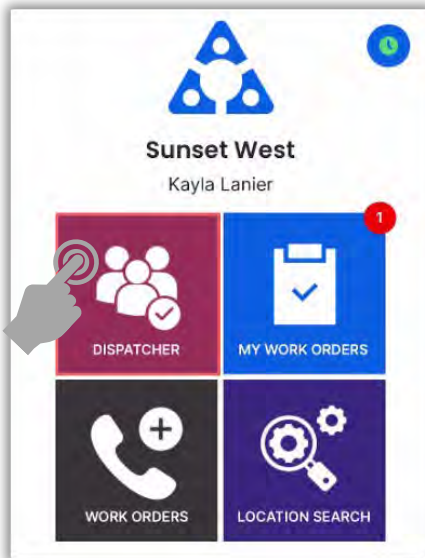 Sunset West
Kayla Lanier
1
DISPATCHER
MY WORK ORDERS
WORK ORDERS
LOCATION SEARCH